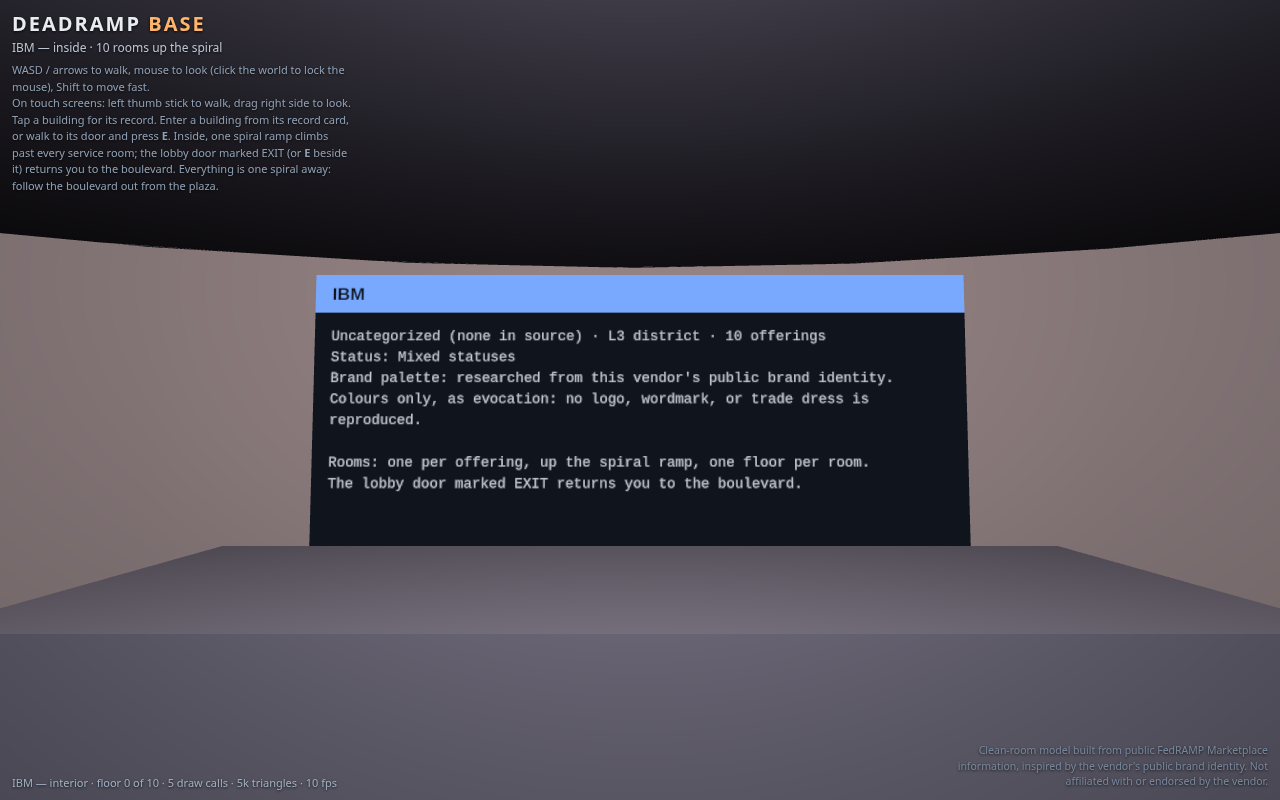 DEADRAMP BASE
IBM — inside · 10 rooms up the spiral
WASD / arrows to walk, mouse to look (click the world to lock the
mouse), Shift to move fast.
On touch screens: left thumb stick to walk, drag right side to look.
Tap a building for its record. Enter a building from its record card,
or walk to its door and press E. Inside, one spiral ramp climbs
past every service room; the lobby door marked EXIT (or E beside
it) returns you to the boulevard. Everything is one spiral away:
follow the boulevard out from the plaza.
IBM
Uncategorized (none in source) · L3 district · 10 offerings
Status: Mixed statuses
Brand palette: researched from this vendor's public brand identity.
Colours only, as evocation: no logo, wordmark, or trade dress is
reproduced.
Rooms: one per offering, up the spiral ramp, one floor per room.
The lobby door marked EXIT returns you to the boulevard.
Clean-room model built from public FedRAMP Marketplace
information, inspired by the vendor's public brand identity. Not
affiliated with or endorsed by the vendor.
IBM — interior · floor 0 of 10 · 5 draw calls · 5k triangles · 10 fps